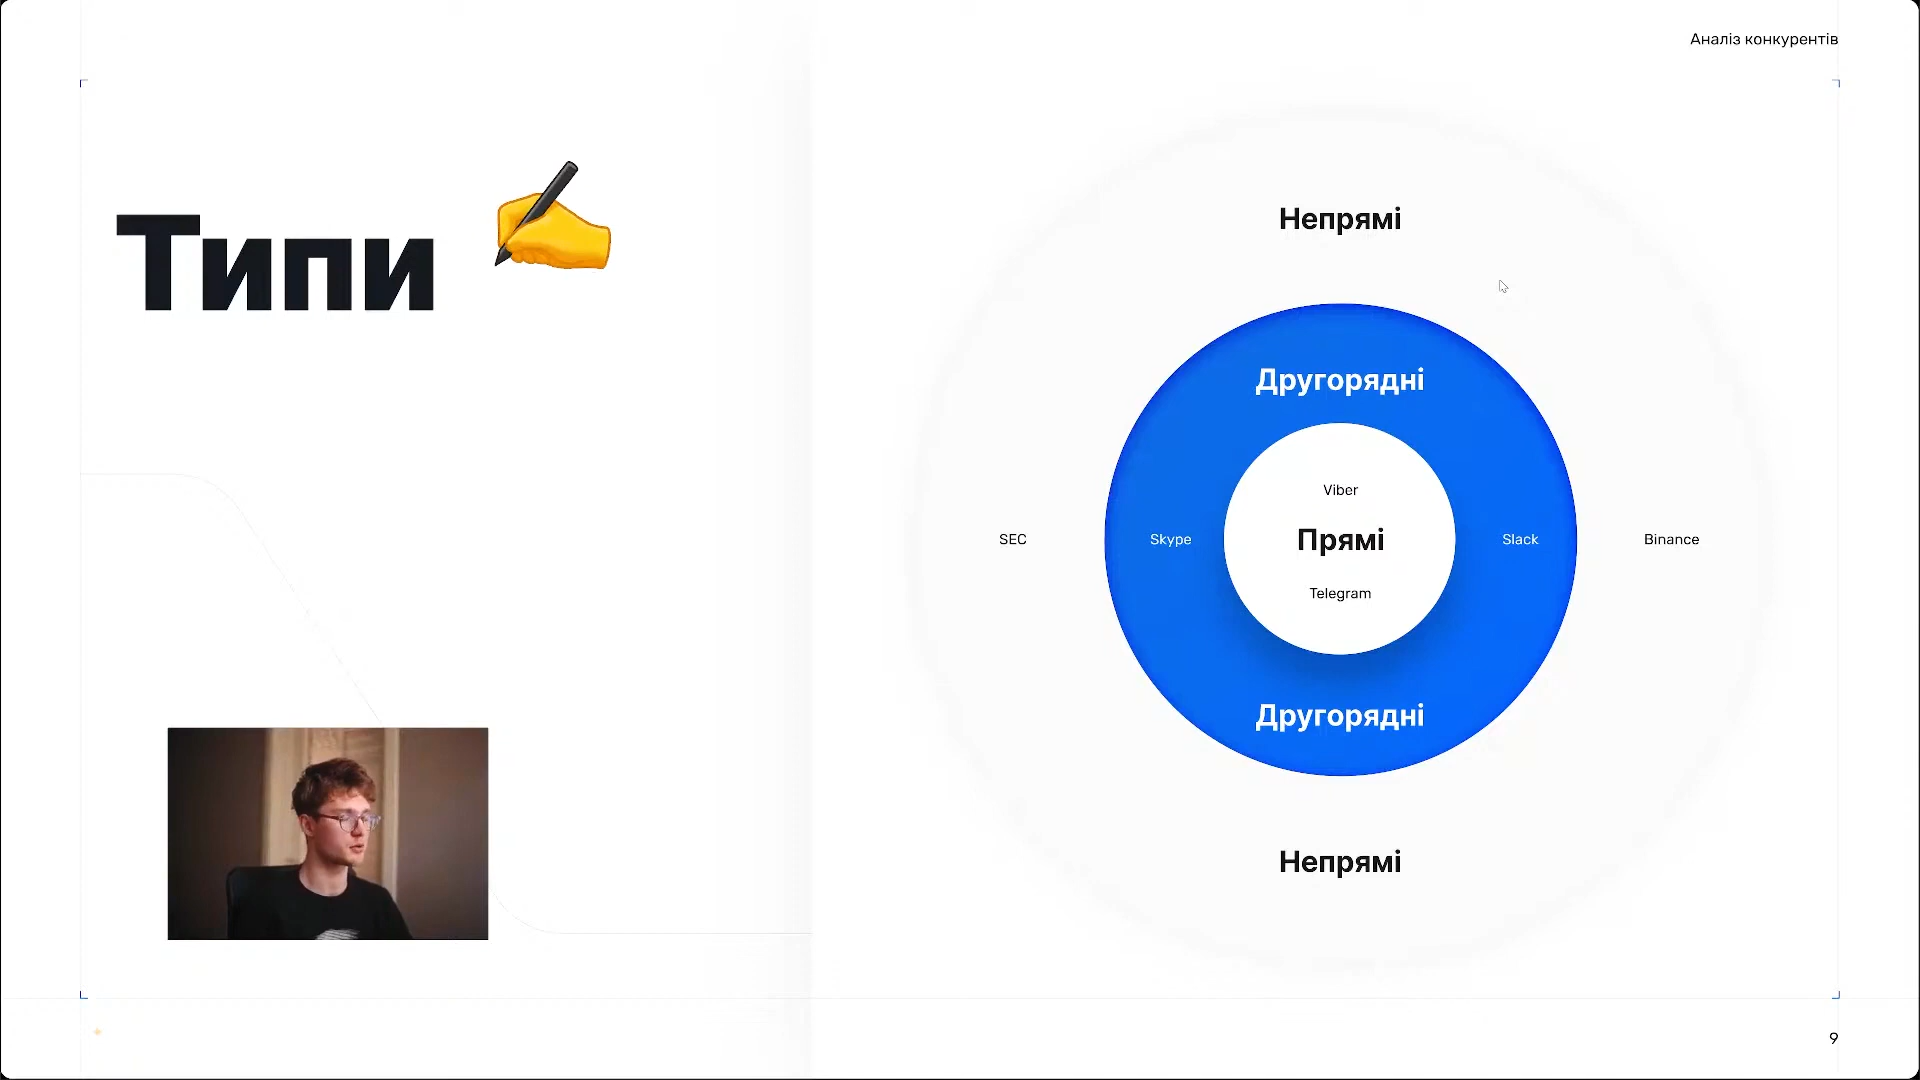 Аналіз конкурентів
Типи
Непрямі
Другорядні
Viber
SEC
Skype
Прямі
Slack
Binance
Telegram
Другорядні
Непрямі
9